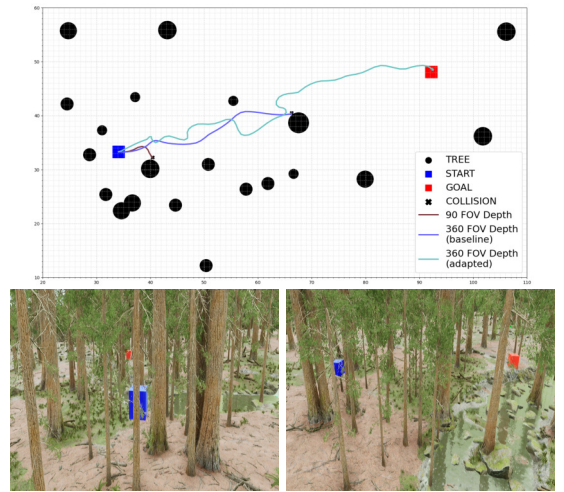 60
50
40
30
20
10
20
30
40
50
60
70
80
90
100
110
TREE
START
GOAL
COLLISION
90 FOV Depth
360 FOV Depth
(baseline)
360 FOV Depth
(adapted)